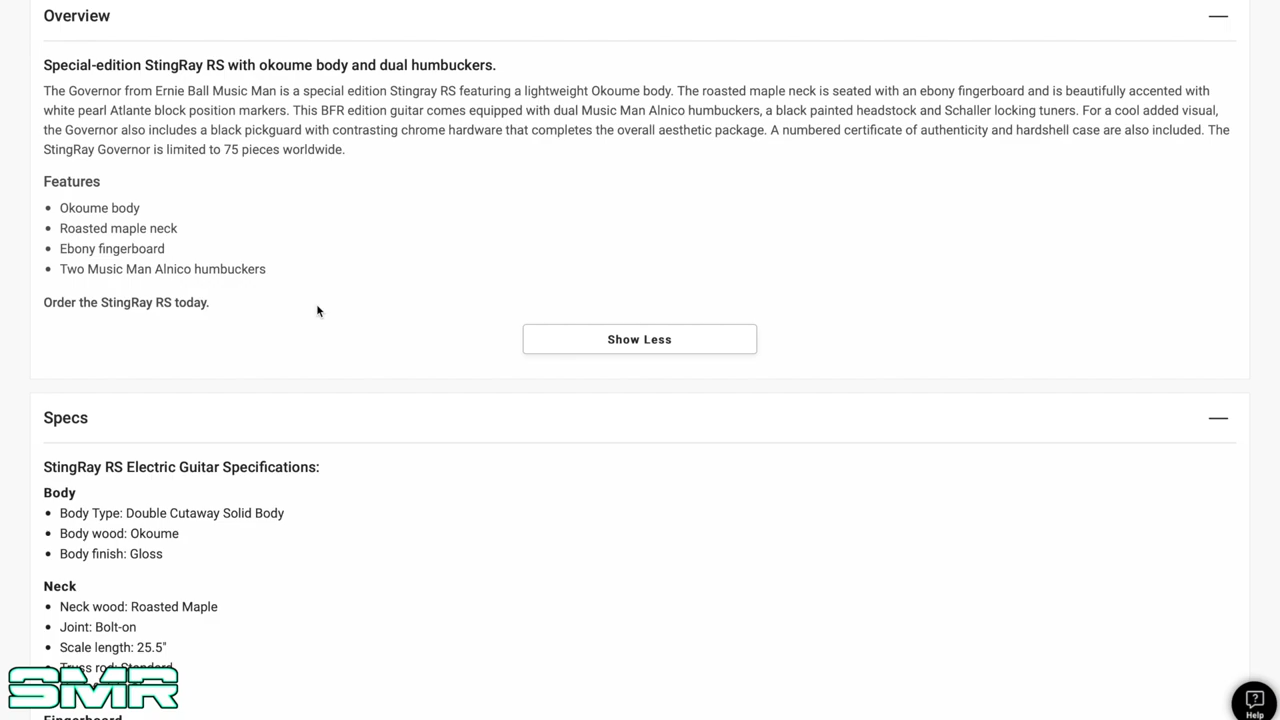 Overview
Special-edition StingRay RS with okoume body and dual humbuckers.
The Governor from Ernie Ball Music Man is a special edition Stingray RS featuring a lightweight Okoume body. The roasted maple neck is seated with an ebony fingerboard and is beautifully accented with
white pearl Atlante block position markers. This BFR edition guitar comes equipped with dual Music Man Alnico humbuckers, a black painted headstock and Schaller locking tuners. For a cool added visual,
the Governor also includes a black pickguard with contrasting chrome hardware that completes the overall aesthetic package. A numbered certificate of authenticity and hardshell case are also included. The
StingRay Governor is limited to 75 pieces worldwide.
Features
• Okoume body
• Roasted maple neck
• Ebony fingerboard
• Two Music Man Alnico humbuckers
Order the StingRay RS today.
Show Less
Specs
StingRay RS Electric Guitar Specifications:
Body
• Body Type: Double Cutaway Solid Body
• Body wood: Okoume
• Body finish: Gloss
Neck
• Neck wood: Roasted Maple
• Joint: Bolt-on
• Scale length: 25.5"
• Truss rod: Standard
SMR
Fingerboard
Help